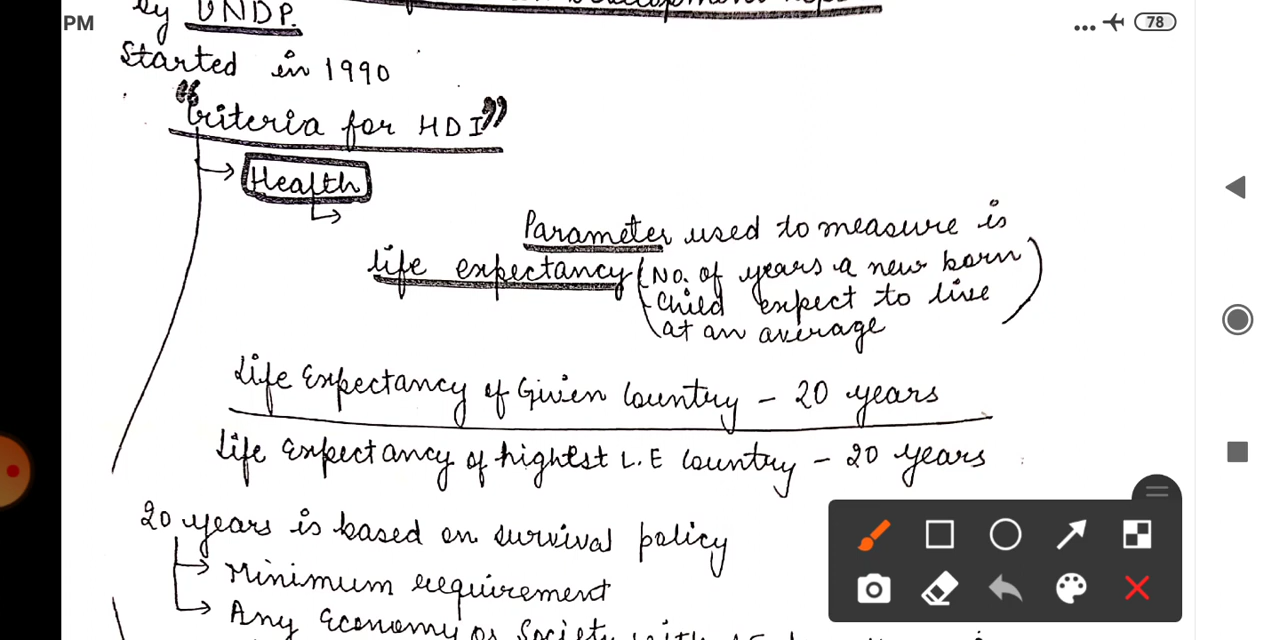 PM
78
by UNDP.
Started in 1990
"Criteria for HDI"
Health
Parameter used to measure is
life expectancy (No. of years a new born
child expect to live
at an average)
Life Expectancy of Given Country - 20 years
Life Expectancy of highest L.E Country - 20 years
20 years is based on survival policy
Minimum requirement
Any Economy or Society with